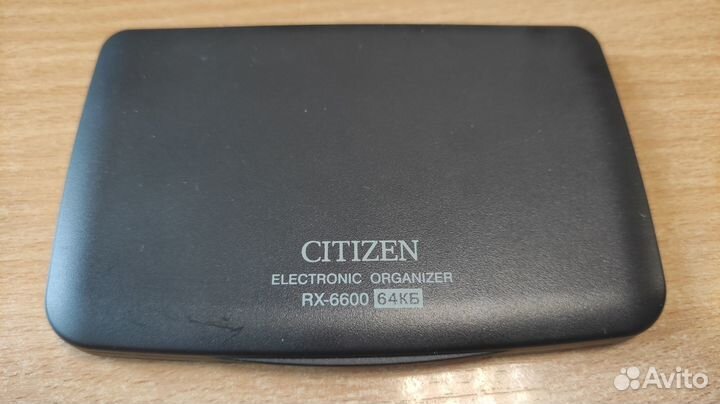 CITIZEN
ELECTRONIC ORGANIZER
RX-6600 64КБ
Avito